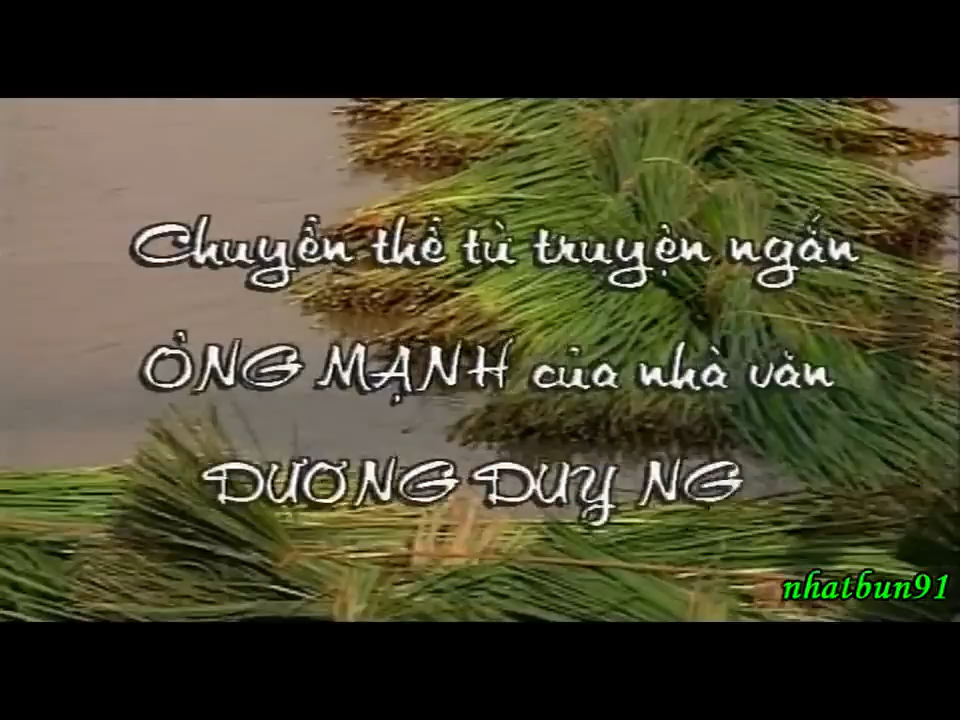 Chuyển thể từ truyện ngắn
ÔNG MẠNH của nhà văn
DƯƠNG DUY NG
nhatbun91